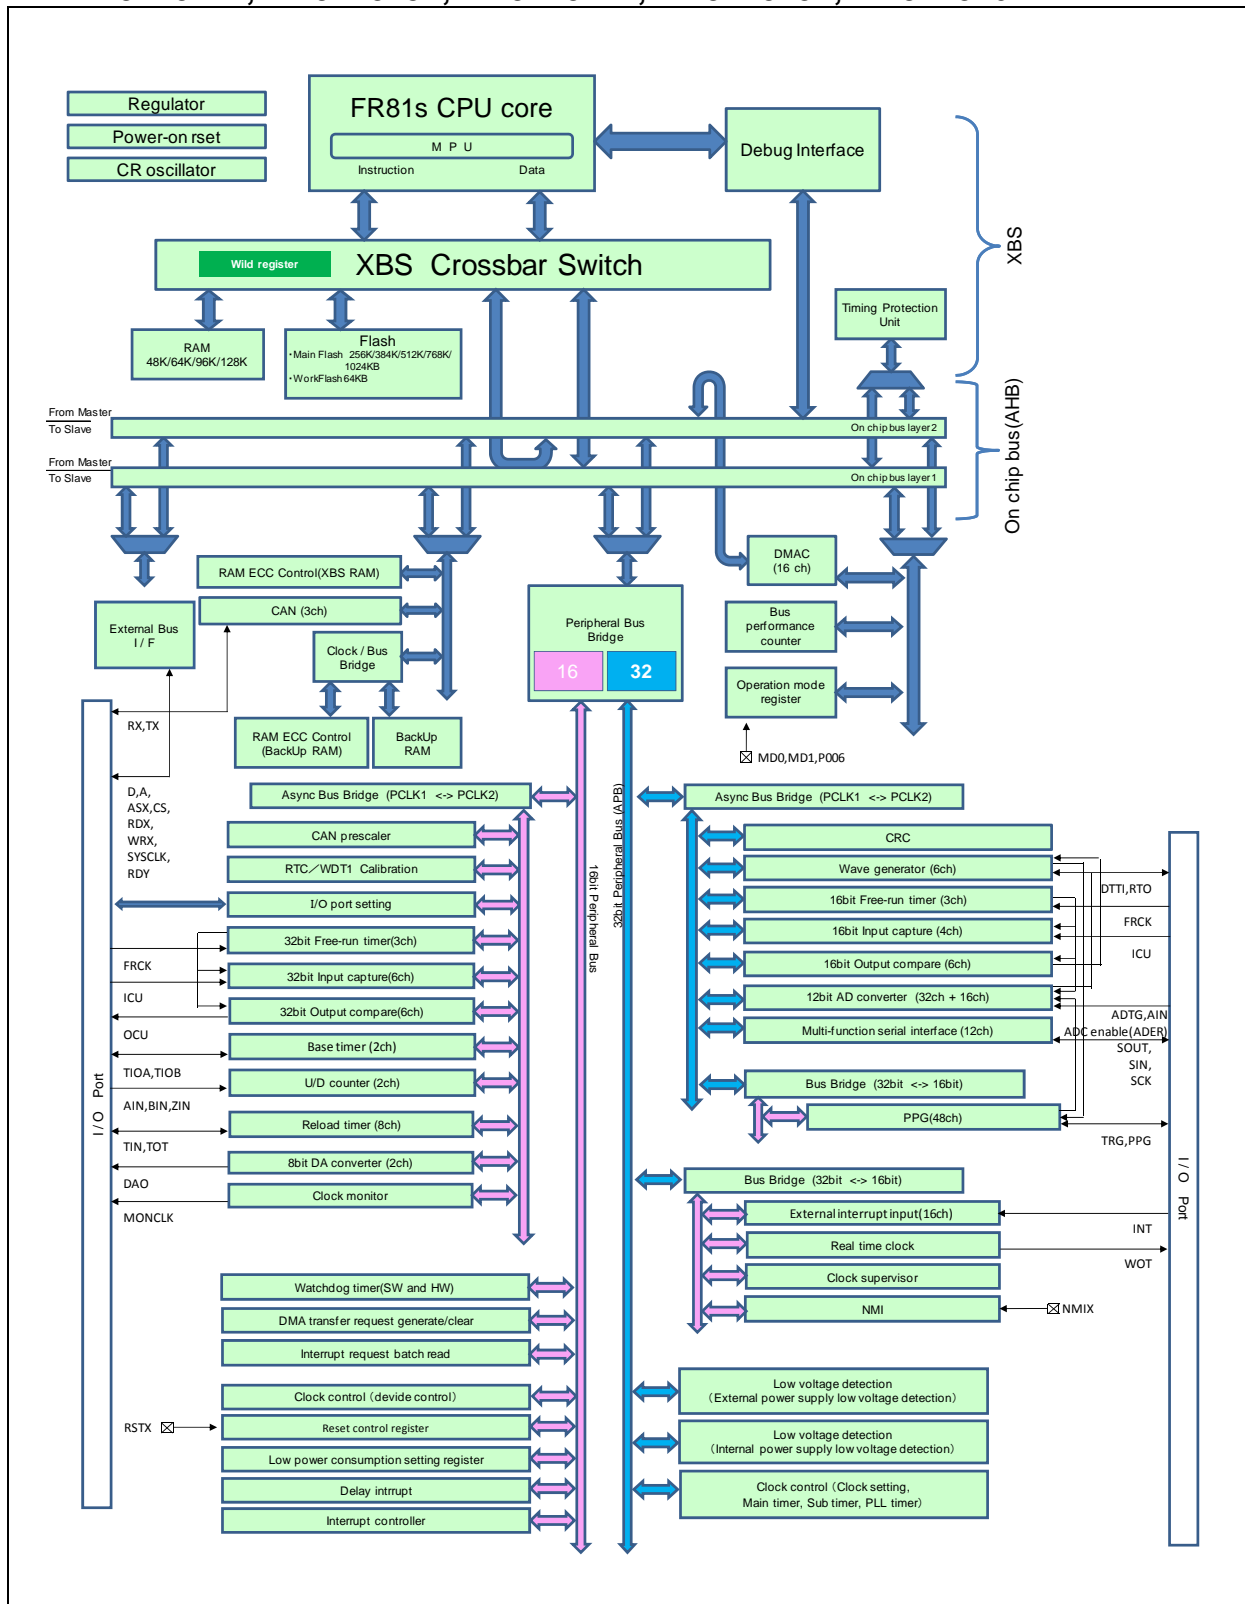 Regulator
Power-on rset
CR oscillator
FR81s CPU core
M P U
Instruction
Data
Debug Interface
XBS
Wild register
XBS Crossbar Switch
Timing Protection
Unit
RAM
48K/64K/96K/128K
Flash
・Main Flash 256K/384K/512K/768K/
1024KB
・WorkFlash 64KB
On chip bus(AHB)
From Master
To Slave
On chip bus layer 2
From Master
To Slave
On chip bus layer 1
RAM ECC Control(XBS RAM)
CAN (3ch)
External Bus
I / F
Clock / Bus
Bridge
RAM ECC Control
(BackUp RAM)
BackUp
RAM
Peripheral Bus
Bridge
16
32
DMAC
(16 ch)
Bus
performance
counter
Operation mode
register
MD0,MD1,P006
RX,TX
D,A,
ASX,CS,
RDX,
WRX,
SYSCLK,
RDY
Async Bus Bridge (PCLK1 <-> PCLK2)
CAN prescaler
RTC／WDT1 Calibration
I/O port setting
32bit Free-run timer(3ch)
FRCK
32bit Input capture(6ch)
ICU
32bit Output compare(6ch)
OCU
Base timer (2ch)
TIOA,TIOB
U/D counter (2ch)
AIN,BIN,ZIN
Reload timer (8ch)
TIN,TOT
8bit DA converter (2ch)
DAO
Clock monitor
MONCLK
I / O Port
16bit Peripheral Bus
32bit Peripheral Bus (APB)
Watchdog timer(SW and HW)
DMA transfer request generate/clear
Interrupt request batch read
Clock control（devide control）
RSTX
Reset control register
Low power consumption setting register
Delay intrrupt
Interrupt controller
Async Bus Bridge (PCLK1 <-> PCLK2)
CRC
Wave generator (6ch)
DTTI,RTO
16bit Free-run timer (3ch)
FRCK
16bit Input capture (4ch)
ICU
16bit Output compare (6ch)
12bit AD converter (32ch + 16ch)
ADTG,AIN
ADC enable(ADER)
Multi-function serial interface (12ch)
SOUT,
SIN,
SCK
Bus Bridge (32bit <-> 16bit)
PPG(48ch)
TRG,PPG
I / O Port
Bus Bridge (32bit <-> 16bit)
External interrupt input(16ch)
INT
Real time clock
WOT
Clock supervisor
NMI
NMIX
Low voltage detection
（External power supply low voltage detection）
Low voltage detection
（Internal power supply low voltage detection）
Clock control （Clock setting,
Main timer, Sub timer, PLL timer）